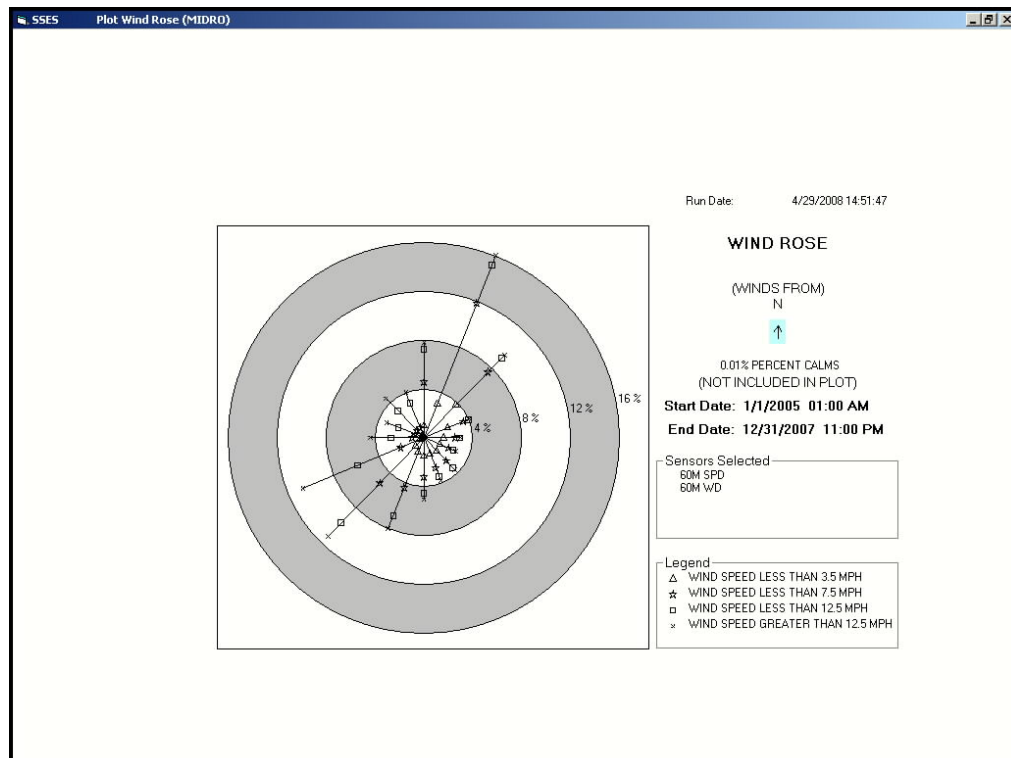 SSES Plot Wind Rose (MIDRO)
Run Date: 4/29/2008 14:51:47
WIND ROSE
(WINDS FROM)
N
0.01% PERCENT CALMS
(NOT INCLUDED IN PLOT)
Start Date: 1/1/2005 01:00 AM
End Date: 12/31/2007 11:00 PM
4 %
8 %
12 %
16 %
Sensors Selected
60M SPD
60M WD
Legend
WIND SPEED LESS THAN 3.5 MPH
WIND SPEED LESS THAN 7.5 MPH
WIND SPEED LESS THAN 12.5 MPH
WIND SPEED GREATER THAN 12.5 MPH